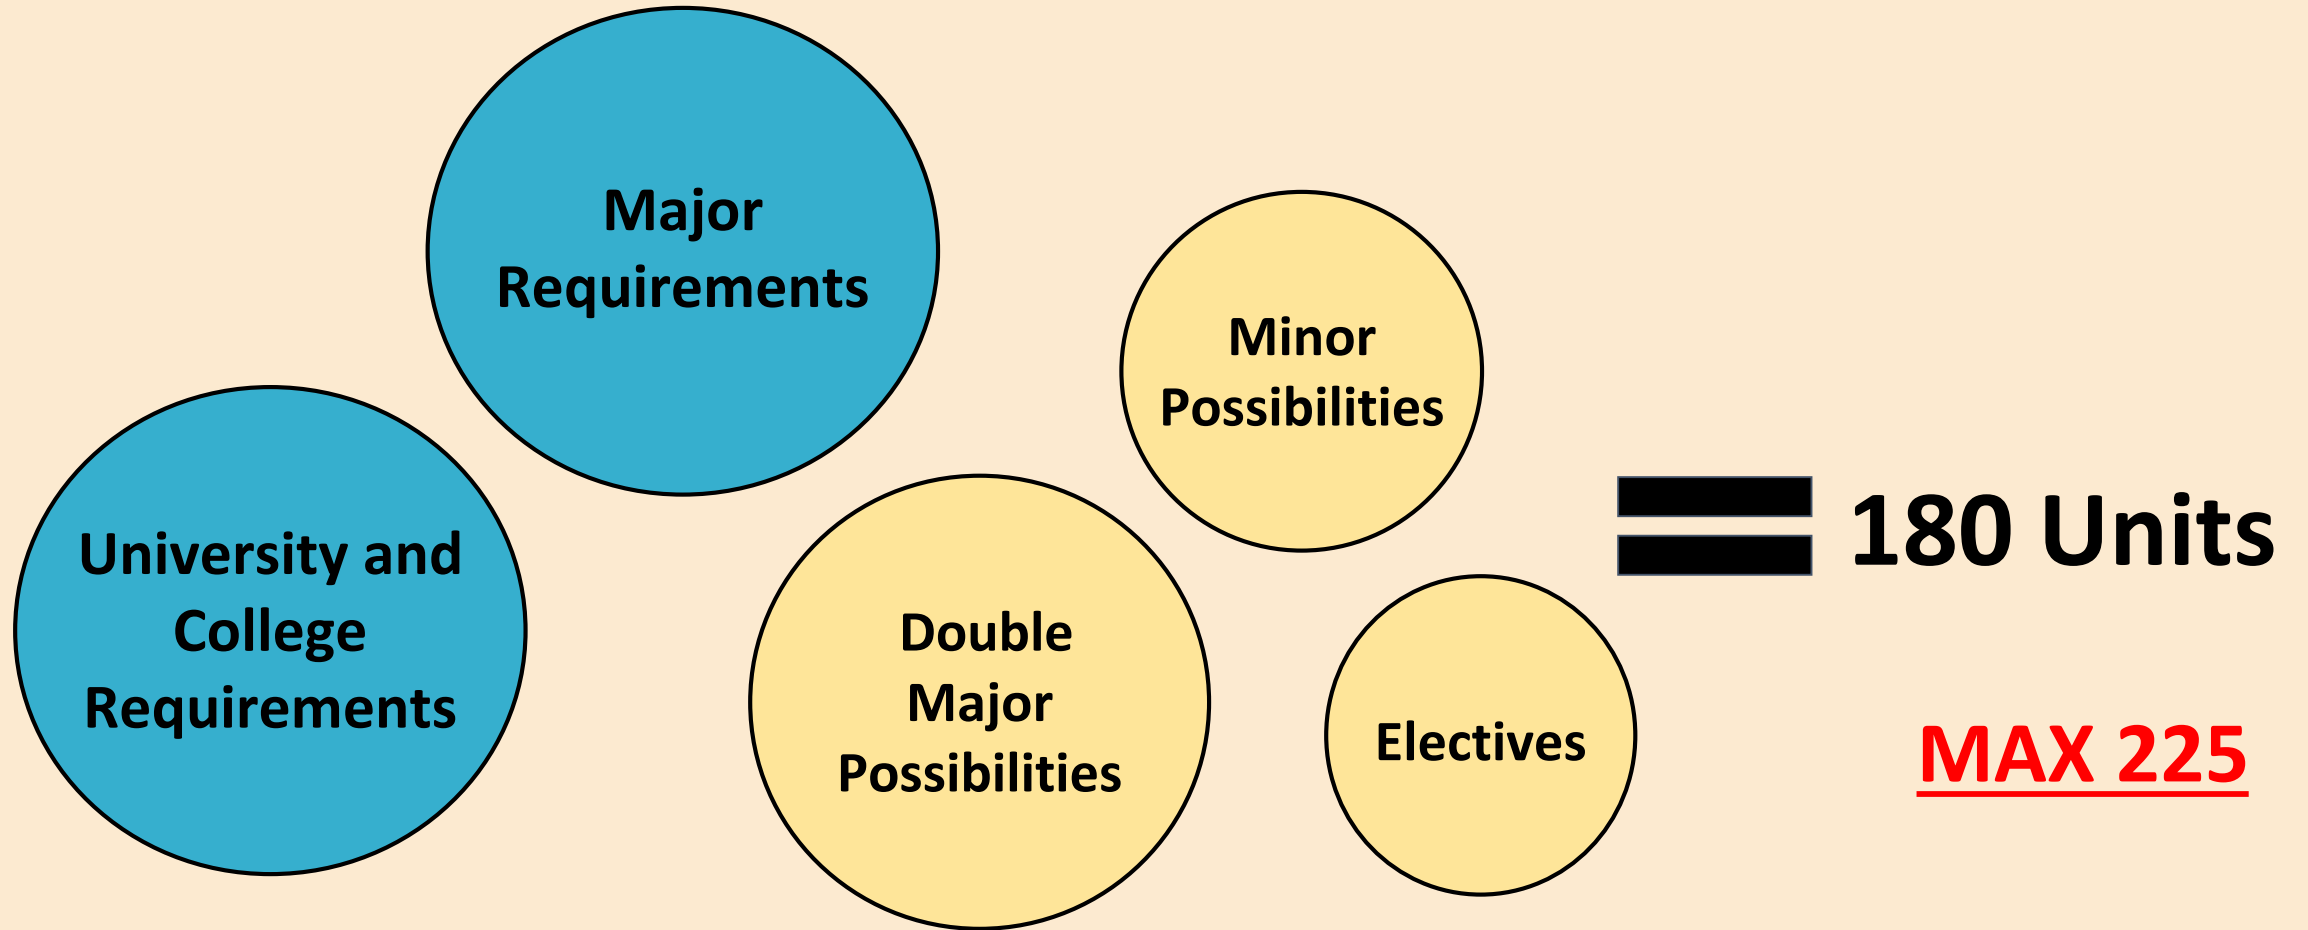 Major
Requirements
University and
College
Requirements
Minor
Possibilities
Double
Major
Possibilities
Electives
180 Units
MAX 225